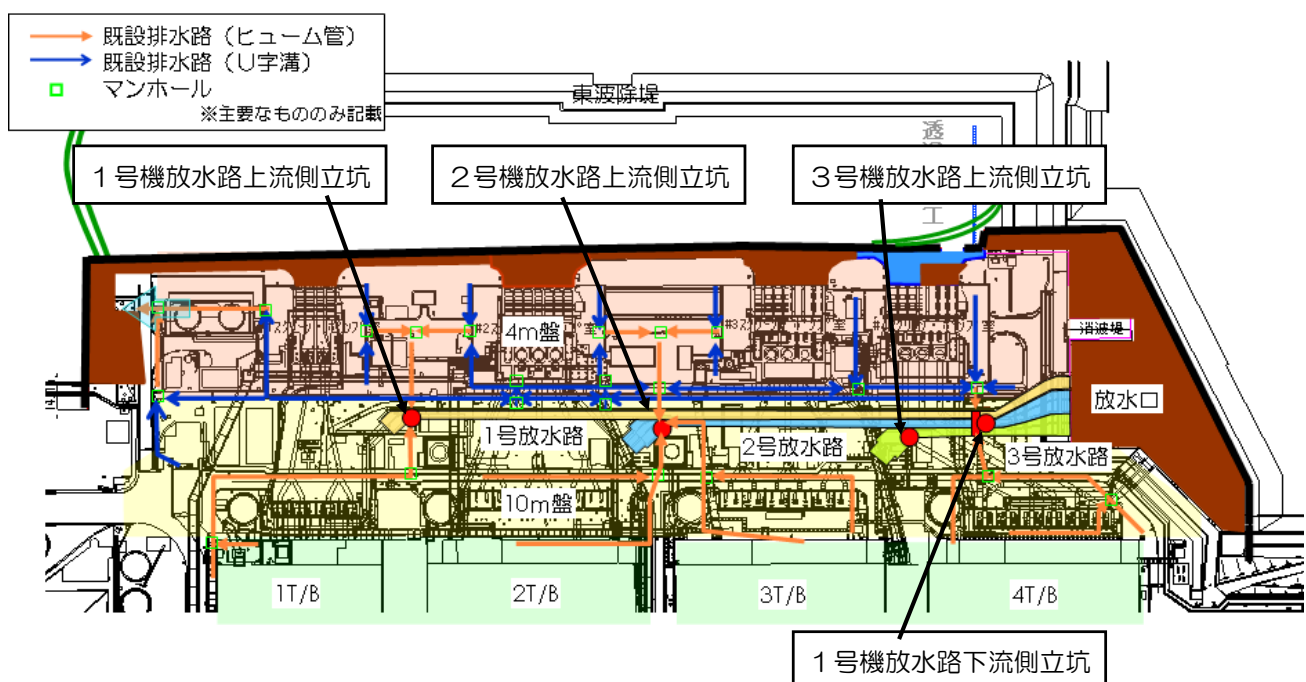 既設排水路（ヒューム管）
既設排水路（U字溝）
マンホール
※主要なもののみ記載
東波除堤
１号機放水路上流側立坑
２号機放水路上流側立坑
３号機放水路上流側立坑
透
工
4m盤
消波堤
放水口
1号放水路
2号放水路
3号放水路
10m盤
1T/B
2T/B
3T/B
4T/B
１号機放水路下流側立坑